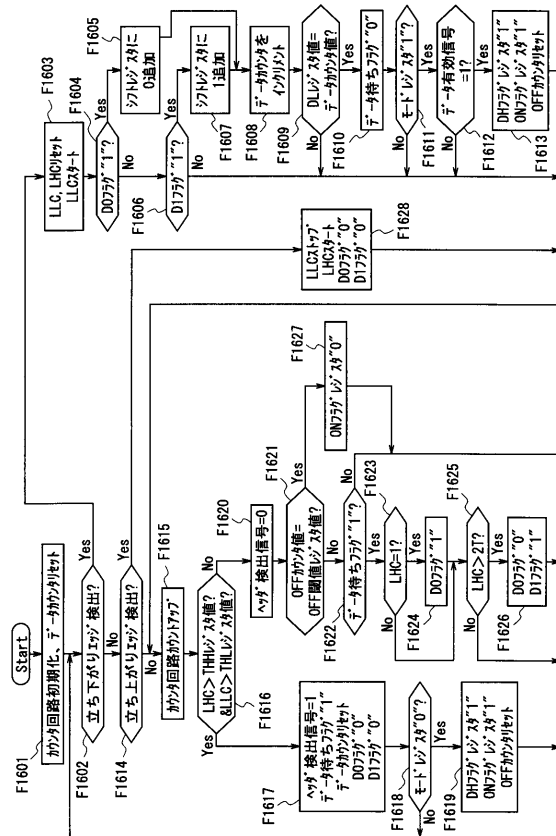 Start
F1601
カウンタ回路初期化、データカウンタリセット
F1602
立ち下がりエッジ検出?
Yes
No
F1603
LLC, LHCリセット
LLCスタート
F1604
D0フラグ"1"?
Yes
No
F1605
シフトレジスタに
0追加
F1606
D1フラグ"1"?
Yes
No
F1607
シフトレジスタに
1追加
F1608
データカウンタを
インクリメント
F1609
DLレジスタ値=
データカウンタ値?
No
Yes
F1610
データ待ちフラグ"0"
F1611
モードレジスタ"1"?
No
Yes
F1612
データ有効信号
=1?
No
Yes
F1613
DHフラグレジスタ"1"
ONフラグレジスタ"1"
OFFカウンタリセット
F1614
立ち上がりエッジ検出?
Yes
No
F1615
カウンタ回路カウントアップ
F1616
LHC>THHレジスタ値?
&LLC>THLレジスタ値?
Yes
No
F1617
ヘッダ検出信号=1
データ待ちフラグ"1"
データカウンタリセット
D0フラグ"0"
D1フラグ"0"
F1618
モードレジスタ"0"?
No
Yes
F1619
DHフラグレジスタ"1"
ONフラグレジスタ"1"
OFFカウンタリセット
F1620
ヘッダ検出信号=0
F1621
OFFカウンタ値=
OFF閾値レジスタ値?
Yes
No
F1622
データ待ちフラグ"1"?
No
Yes
F1623
LHC=1?
No
Yes
F1624
D0フラグ"1"
F1625
LHC>2T?
No
Yes
F1626
D0フラグ"0"
D1フラグ"1"
F1627
ONフラグレジスタ"0"
F1628
LLCストップ
LHCスタート
D0フラグ"0"
D1フラグ"0"